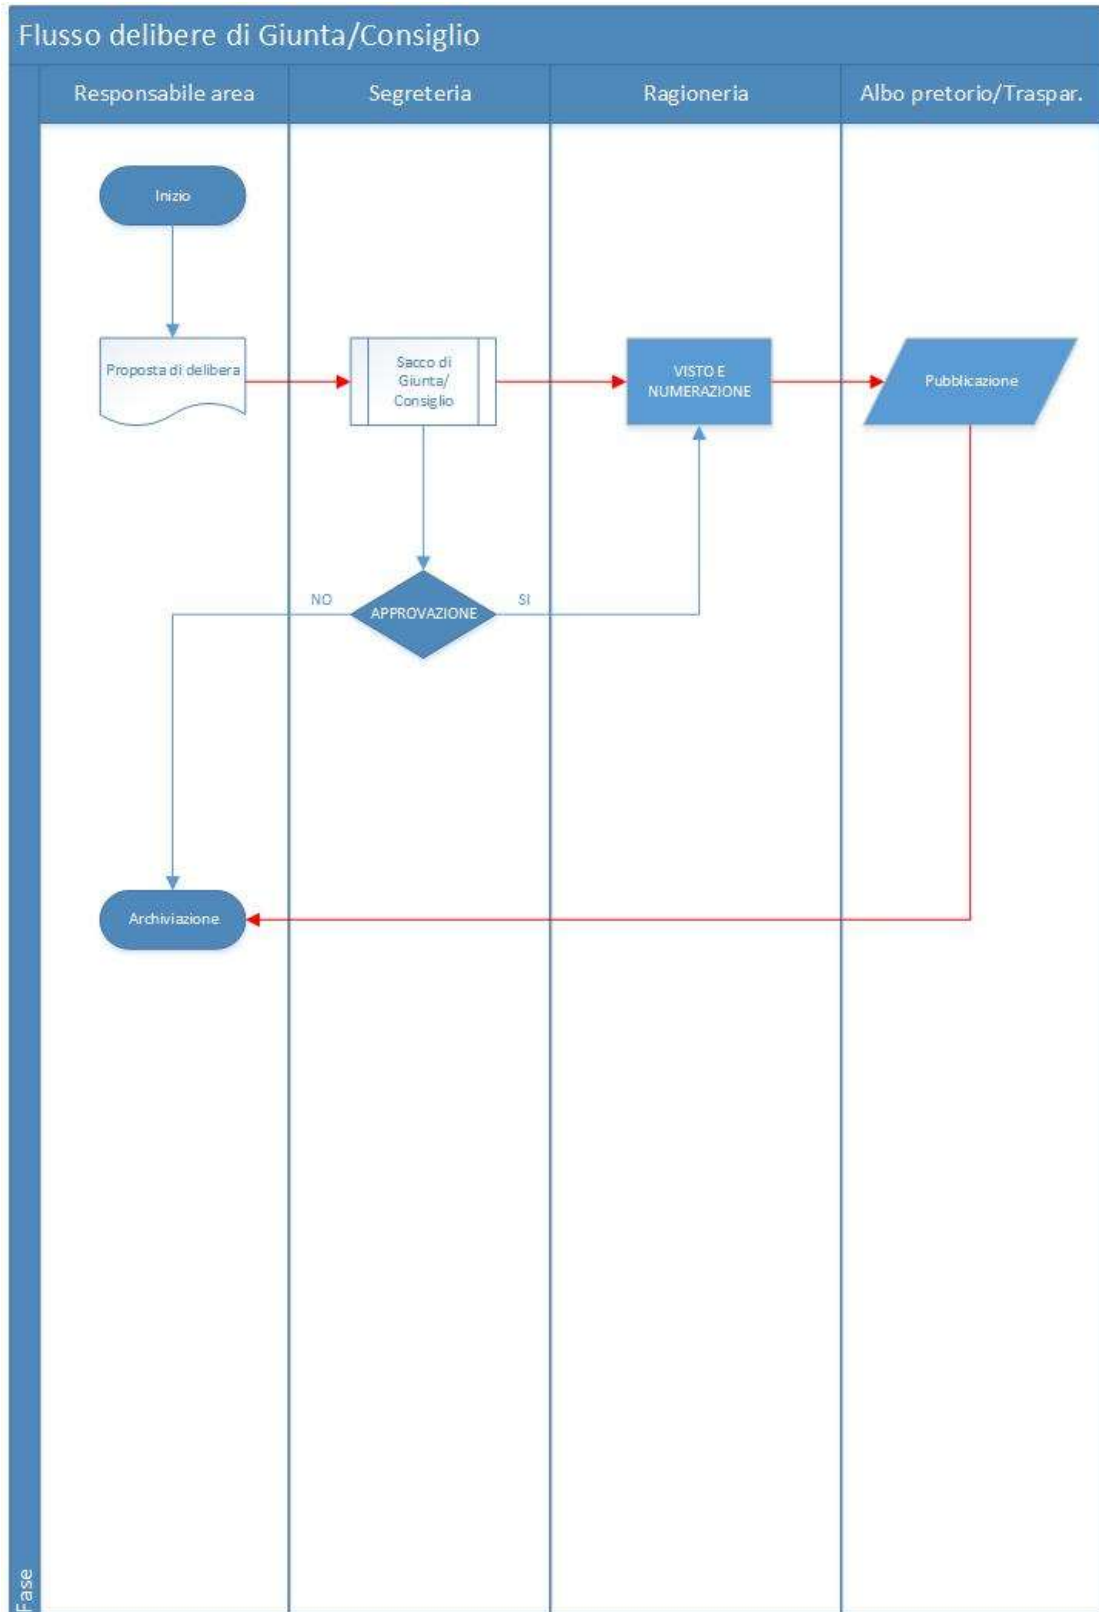 Flusso delibere di Giunta/Consiglio
Responsabile area
Segreteria
Ragioneria
Albo pretorio/Traspar.
Inizio
Proposta di delibera
Sacco di
Giunta/
Consiglio
VISTO E
NUMERAZIONE
Pubblicazione
NO
APPROVAZIONE
SI
Archiviazione
Fase